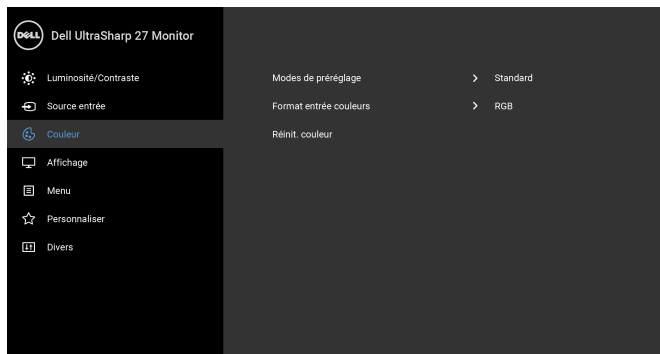 DELL Dell UltraSharp 27 Monitor
Luminosité/Contraste
Source entrée
Couleur
Affichage
Menu
Personnaliser
Divers
Modes de préréglage Standard
Format entrée couleurs RGB
Réinit. couleur